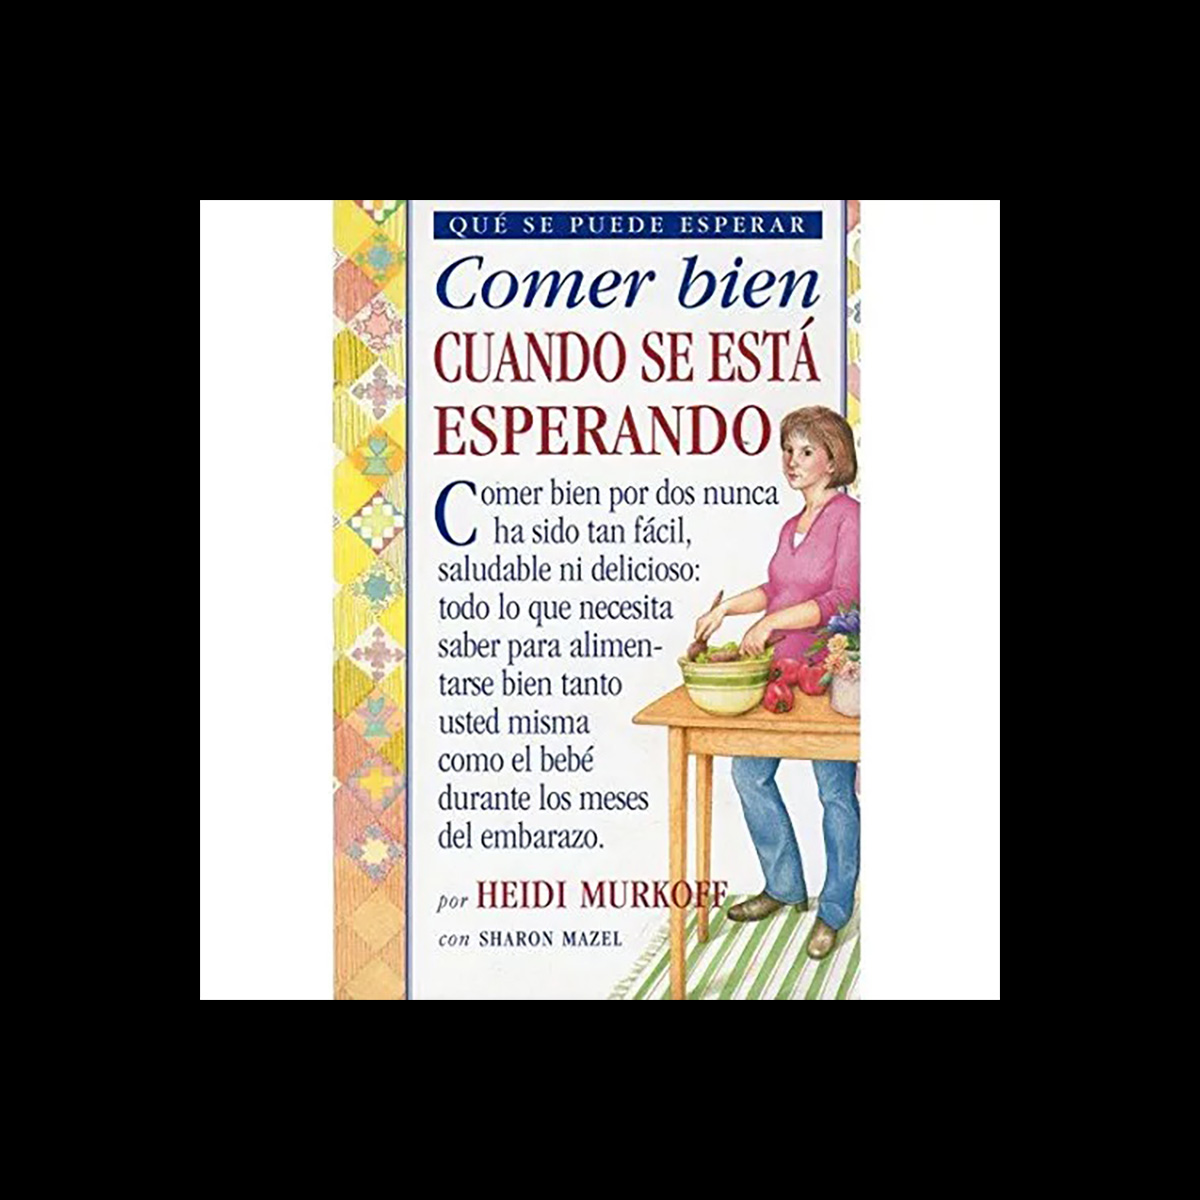 QUÉ SE PUEDE ESPERAR
Comer bien
CUANDO SE ESTÁ
ESPERANDO
Comer bien por dos nunca
ha sido tan fácil,
saludable ni delicioso:
todo lo que necesita
saber para alimen-
tarse bien tanto
usted misma
como el bebé
durante los meses
del embarazo.
por HEIDI MURKOFF
con SHARON MAZEL